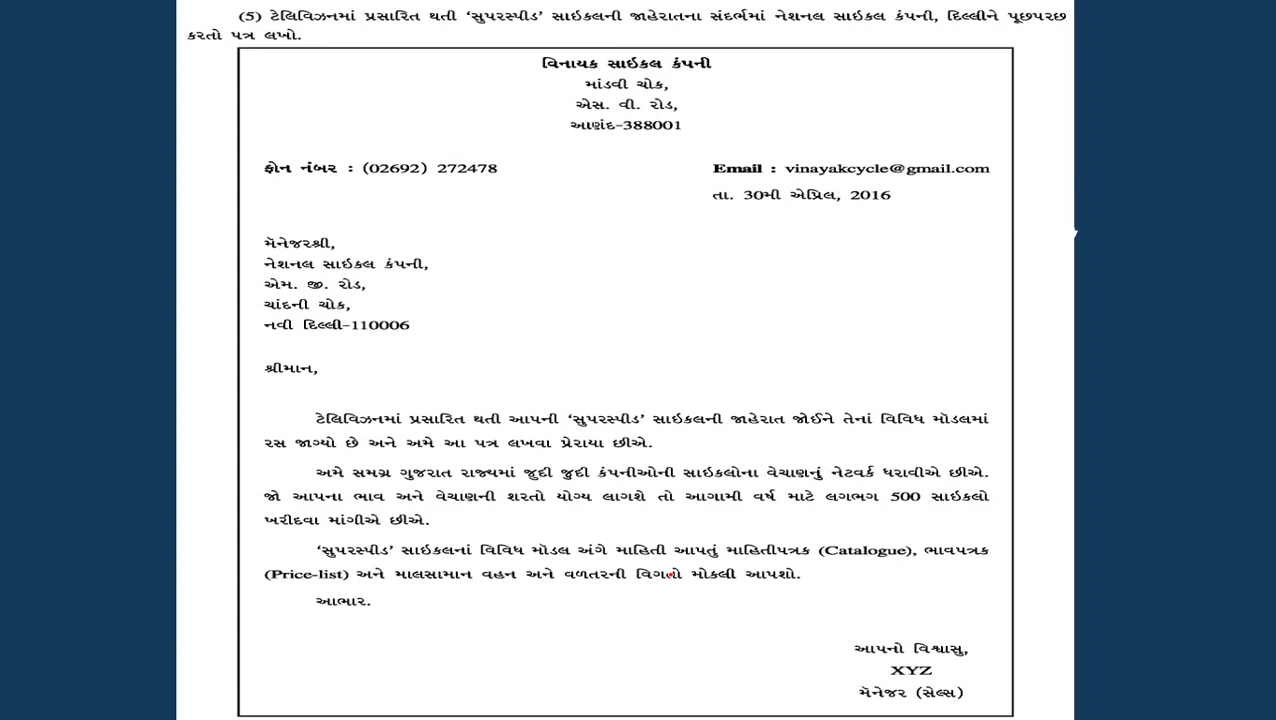 (5) ટેલિવિઝનમાં પ્રસારિત થતી ‘સુપરસ્પીડ’ સાઇકલની જાહેરાતના સંદર્ભમાં નેશનલ સાઇકલ કંપની, દિલ્લીને પૂછપરછ
કરતો પત્ર લખો.
વિનાયક સાઇકલ કંપની
માંડવી ચોક,
એસ. વી. રોડ,
આણંદ-388001
ફોન નંબર : (02692) 272478 Email : vinayakcycle@gmail.com
તા. 30મી એપ્રિલ, 2016
મૅનેજરશ્રી,
નેશનલ સાઇકલ કંપની,
એમ. જી. રોડ,
ચાંદની ચોક,
નવી દિલ્લી-110006
શ્રીમાન,
ટેલિવિઝનમાં પ્રસારિત થતી આપની ‘સુપરસ્પીડ’ સાઇકલની જાહેરાત જોઈને તેનાં વિવિધ મૉડલમાં
રસ જાગ્યો છે અને અમે આ પત્ર લખવા પ્રેરાયા છીએ.
અમે સમગ્ર ગુજરાત રાજ્યમાં જુદી જુદી કંપનીઓની સાઇકલોના વેચાણનું નેટવર્ક ધરાવીએ છીએ.
જો આપના ભાવ અને વેચાણની શરતો યોગ્ય લાગશે તો આગામી વર્ષ માટે લગભગ 500 સાઇકલો
ખરીદવા માંગીએ છીએ.
‘સુપરસ્પીડ’ સાઇકલનાં વિવિધ મૉડલ અંગે માહિતી આપતું માહિતીપત્રક (Catalogue), ભાવપત્રક
(Price-list) અને માલસામાન વહન અને વળતરની વિગતો મોકલી આપશો.
આભાર.
આપનો વિશ્વાસુ,
XYZ
મૅનેજર (સેલ્સ)